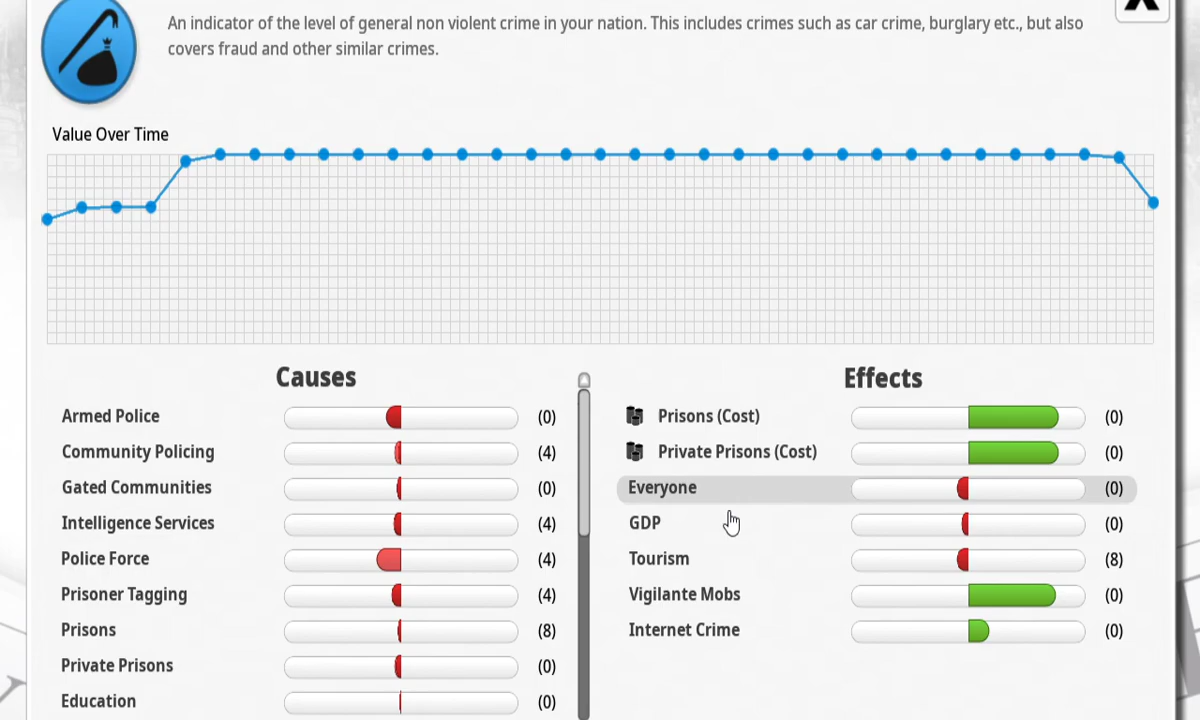 An indicator of the level of general non violent crime in your nation. This includes crimes such as car crime, burglary etc., but also
covers fraud and other similar crimes.
Value Over Time
Causes
Armed Police (0)
Community Policing (4)
Gated Communities (0)
Intelligence Services (4)
Police Force (4)
Prisoner Tagging (4)
Prisons (8)
Private Prisons (0)
Education (0)
Effects
Prisons (Cost) (0)
Private Prisons (Cost) (0)
Everyone (0)
GDP (0)
Tourism (8)
Vigilante Mobs (0)
Internet Crime (0)